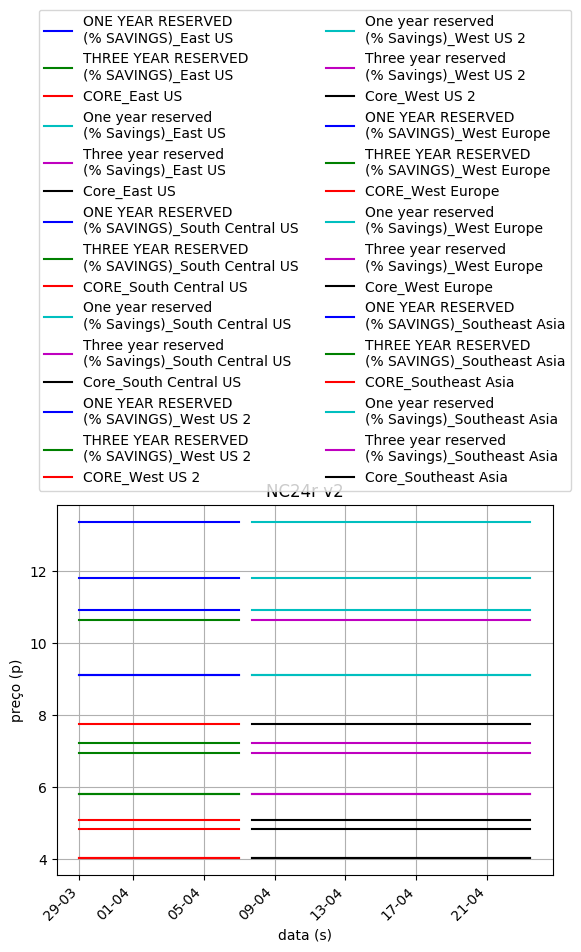 ONE YEAR RESERVED
(% SAVINGS)_East US
THREE YEAR RESERVED
(% SAVINGS)_East US
CORE_East US
One year reserved
(% Savings)_East US
Three year reserved
(% Savings)_East US
Core_East US
ONE YEAR RESERVED
(% SAVINGS)_South Central US
THREE YEAR RESERVED
(% SAVINGS)_South Central US
CORE_South Central US
One year reserved
(% Savings)_South Central US
Three year reserved
(% Savings)_South Central US
Core_South Central US
ONE YEAR RESERVED
(% SAVINGS)_West US 2
THREE YEAR RESERVED
(% SAVINGS)_West US 2
CORE_West US 2
One year reserved
(% Savings)_West US 2
Three year reserved
(% Savings)_West US 2
Core_West US 2
ONE YEAR RESERVED
(% SAVINGS)_West Europe
THREE YEAR RESERVED
(% SAVINGS)_West Europe
CORE_West Europe
One year reserved
(% Savings)_West Europe
Three year reserved
(% Savings)_West Europe
Core_West Europe
ONE YEAR RESERVED
(% SAVINGS)_Southeast Asia
THREE YEAR RESERVED
(% SAVINGS)_Southeast Asia
CORE_Southeast Asia
One year reserved
(% Savings)_Southeast Asia
Three year reserved
(% Savings)_Southeast Asia
Core_Southeast Asia
NC24r v2
12
10
8
6
4
preço (p)
29-03
01-04
05-04
09-04
13-04
17-04
21-04
data (s)